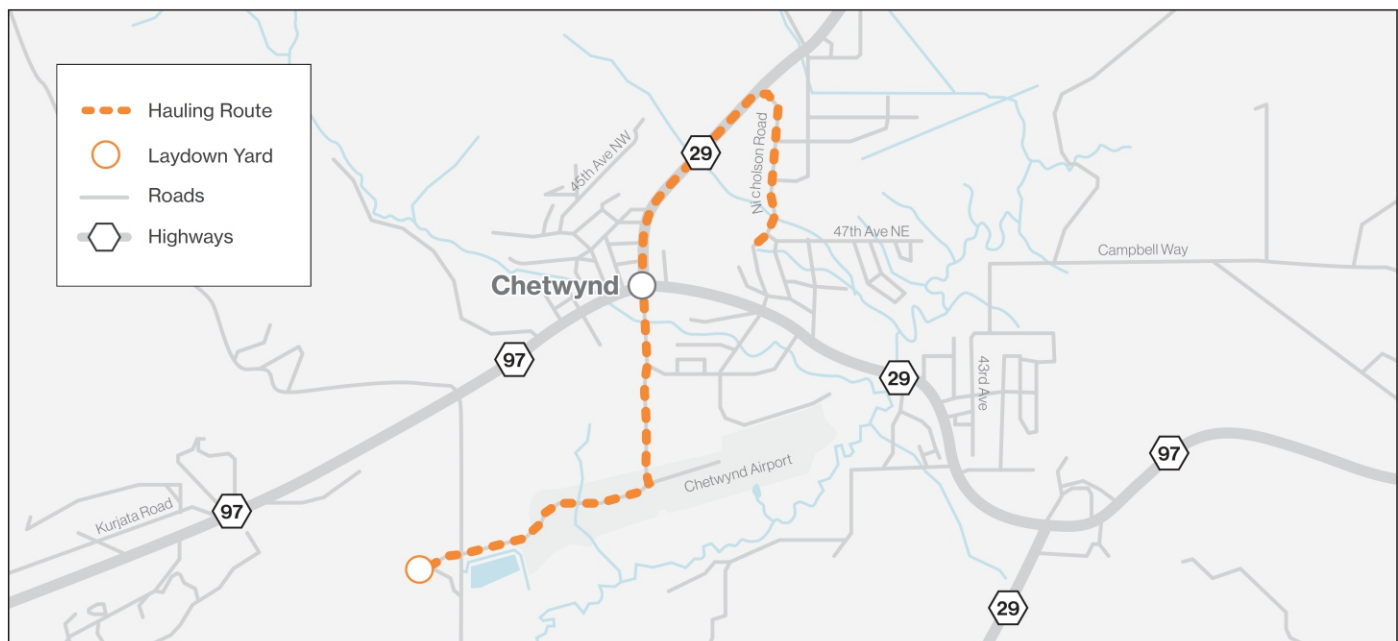 Hauling Route
Laydown Yard
Roads
Highways
45th Ave NW
29
Nicholson Road
47th Ave NE
Campbell Way
Chetwynd
97
29
43rd Ave
97
Chetwynd Airport
Kurjata Road
97
29